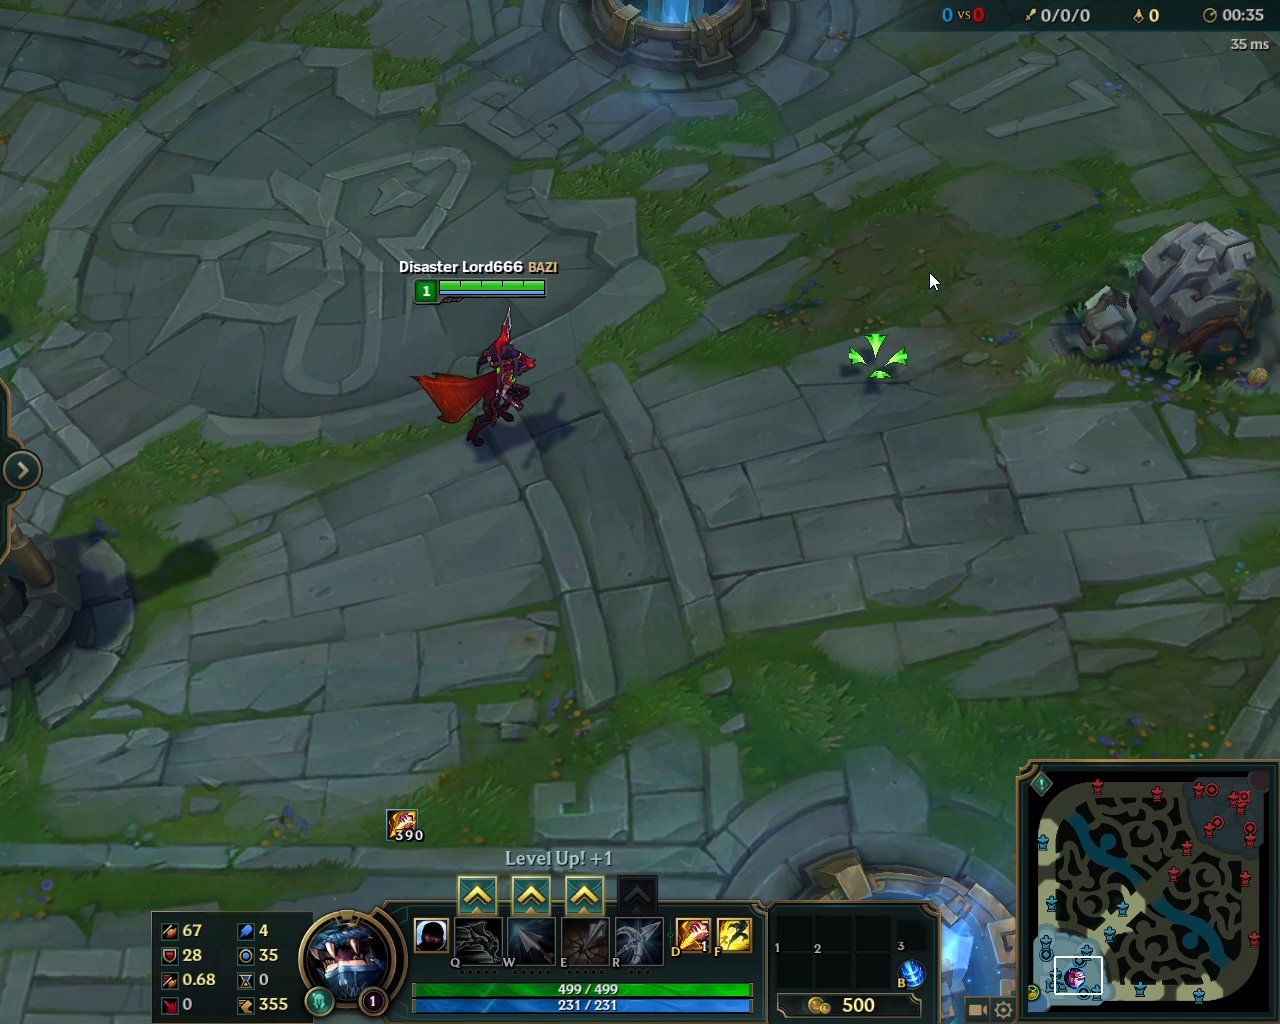 0 vs 0 0/0/0 0 00:35
35 ms
Disaster Lord666 BAZI
1
390
Level Up! +1
67 4
28 35
0.68 0
0 355
1
Q W E R D 1 F
499 / 499
231 / 231
1 2 3
B
500